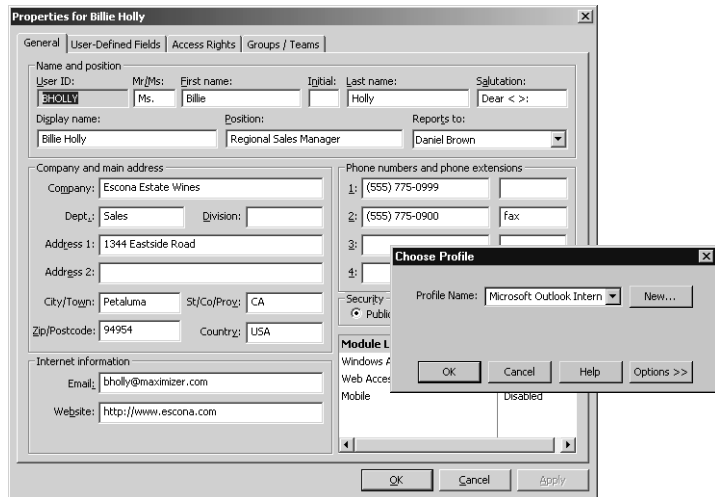 Properties for Billie Holly
General User-Defined Fields Access Rights Groups / Teams
Name and position
User ID: Mr/Ms: First name: Initial: Last name: Salutation:
BHOLLY Ms. Billie Holly Dear < >:
Display name: Position: Reports to:
Billie Holly Regional Sales Manager Daniel Brown
Company and main address
Company: Escona Estate Wines
Dept.: Sales Division:
Address 1: 1344 Eastside Road
Address 2:
City/Town: Petaluma St/Co/Prov: CA
Zip/Postcode: 94954 Country: USA
Internet information
Email: bholly@maximizer.com
Website: http://www.escona.com
Phone numbers and phone extensions
1: (555) 775-0999
2: (555) 775-0900 fax
3:
4:
Security
Public
Module L
Windows A
Web Acces
Mobile Disabled
Choose Profile
Profile Name: Microsoft Outlook Intern New...
OK Cancel Help Options >>
OK Cancel Apply